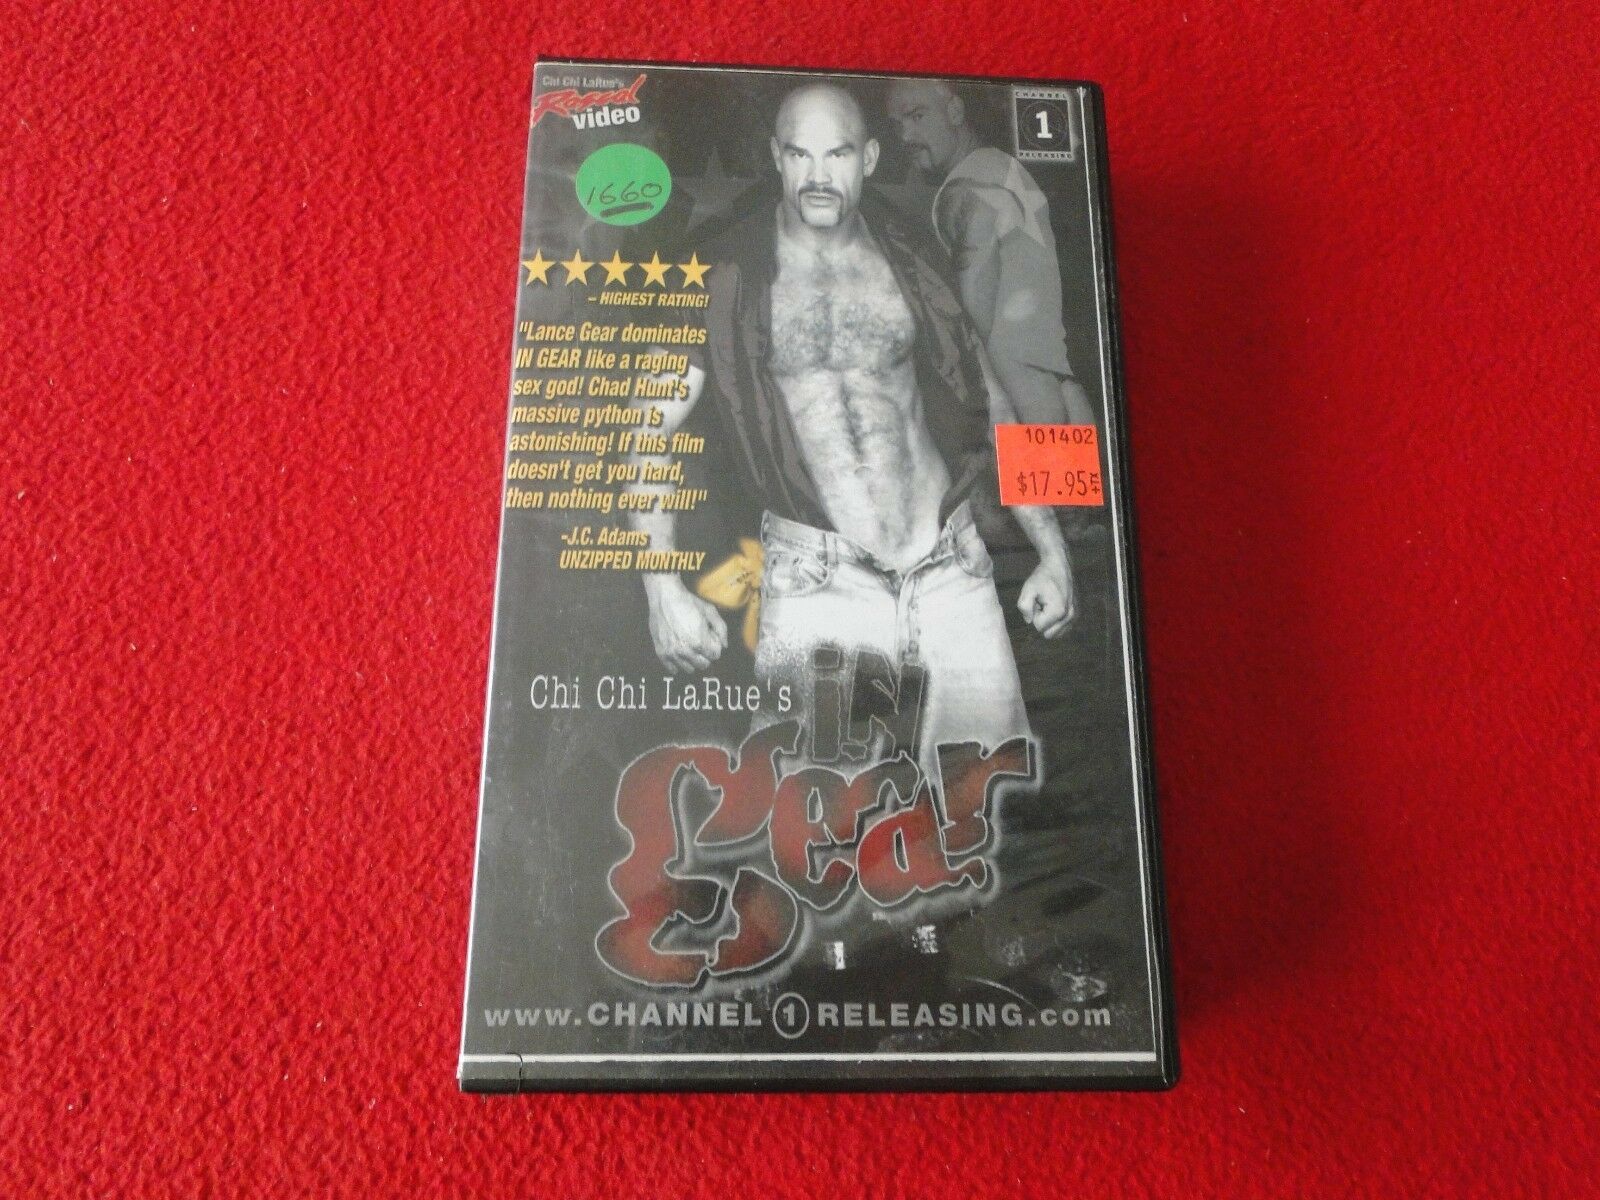 Chi Chi LaRue's
Rascal
video
CHANNEL
1
RELEASING
1660
– HIGHEST RATING!
"Lance Gear dominates
IN GEAR like a raging
sex god! Chad Hunt's
massive python is
astonishing! If this film
doesn't get you hard,
then nothing ever will!"
-J.C. Adams
UNZIPPED MONTHLY
101402
$17.95
Chi Chi LaRue's
iN
Gear
www.CHANNEL 1 RELEASING.com